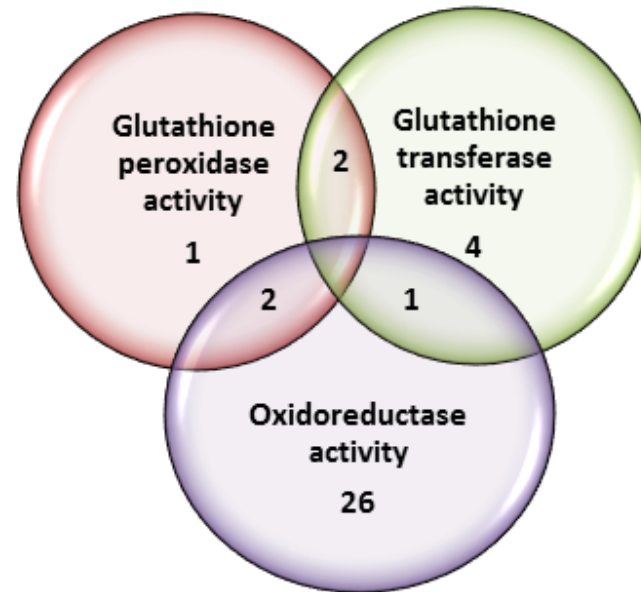 Glutathione
peroxidase
activity
1
2
Glutathione
transferase
activity
4
2
1
Oxidoreductase
activity
26